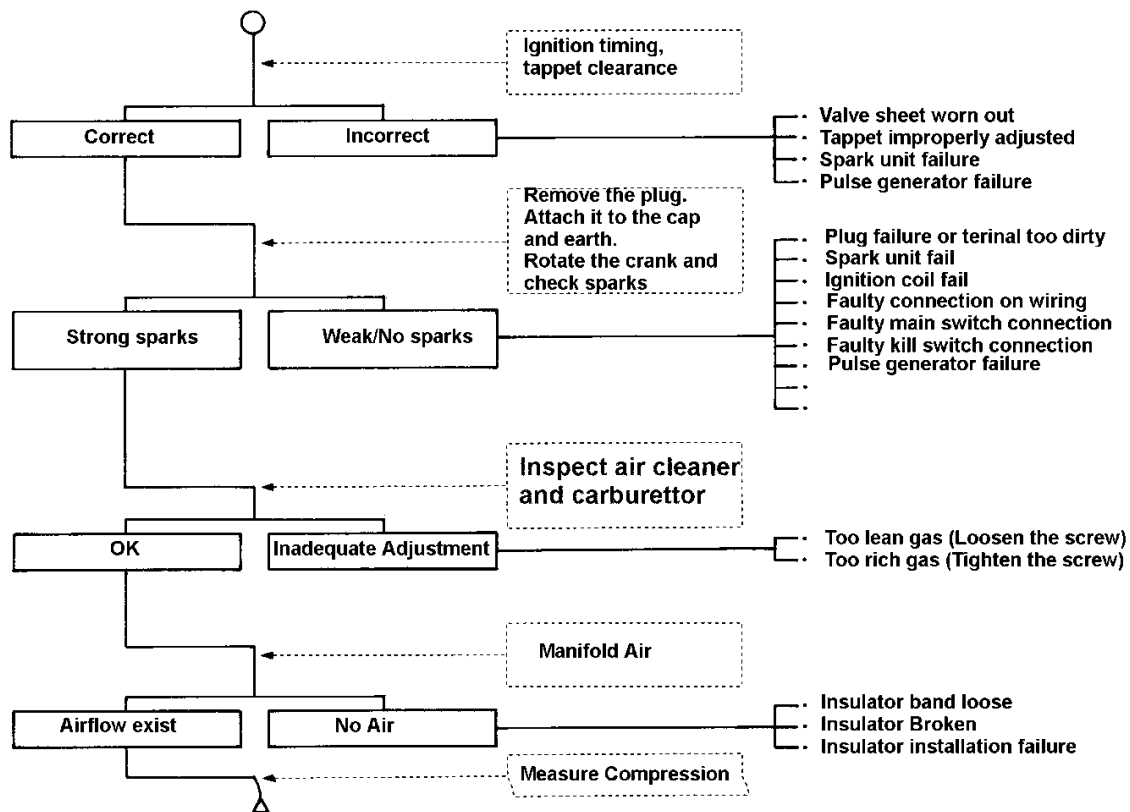 Ignition timing,
tappet clearance
Correct
Incorrect
Valve sheet worn out
Tappet improperly adjusted
Spark unit failure
Pulse generator failure
Remove the plug.
Attach it to the cap
and earth.
Rotate the crank and
check sparks
Plug failure or terinal too dirty
Spark unit fail
Ignition coil fail
Faulty connection on wiring
Faulty main switch connection
Faulty kill switch connection
Pulse generator failure
Strong sparks
Weak/No sparks
Inspect air cleaner
and carburettor
OK
Inadequate Adjustment
Too lean gas (Loosen the screw)
Too rich gas (Tighten the screw)
Manifold Air
Airflow exist
No Air
Insulator band loose
Insulator Broken
Insulator installation failure
Measure Compression